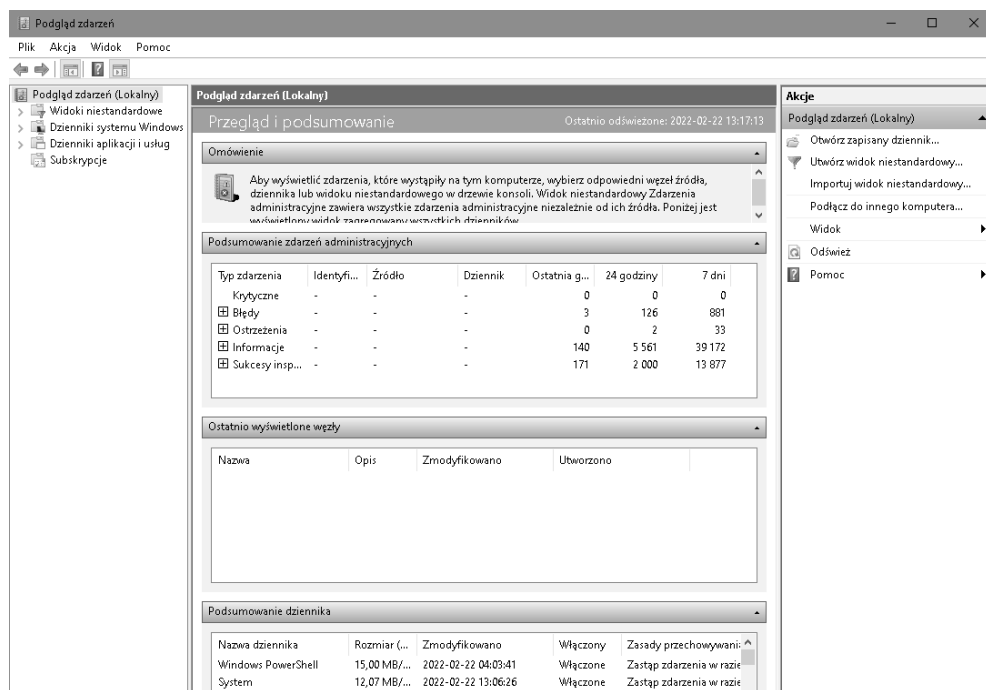 Podgląd zdarzeń
Plik Akcja Widok Pomoc
Podgląd zdarzeń (Lokalny)
Widoki niestandardowe
Dzienniki systemu Windows
Dzienniki aplikacji i usług
Subskrypcje
Podgląd zdarzeń (Lokalny)
Przegląd i podsumowanie Ostatnio odświeżone: 2022-02-22 13:17:13
Omówienie
Aby wyświetlić zdarzenia, które wystąpiły na tym komputerze, wybierz odpowiedni węzeł źródła,
dziennika lub widoku niestandardowego w drzewie konsoli. Widok niestandardowy Zdarzenia
administracyjne zawiera wszystkie zdarzenia administracyjne niezależnie od ich źródła. Poniżej jest
wyświetlony widok zagregowany wszystkich dzienników
Podsumowanie zdarzeń administracyjnych
Typ zdarzenia Identyfi... Źródło Dziennik Ostatnia g... 24 godziny 7 dni
Krytyczne - - - 0 0 0
Błędy - - - 3 126 881
Ostrzeżenia - - - 0 2 33
Informacje - - - 140 5 561 39 172
Sukcesy insp... - - - 171 2 000 13 877
Ostatnio wyświetlone węzły
Nazwa Opis Zmodyfikowano Utworzono
Podsumowanie dziennika
Nazwa dziennika Rozmiar (... Zmodyfikowano Włączony Zasady przechowywani
Windows PowerShell 15,00 MB/... 2022-02-22 04:03:41 Włączone Zastąp zdarzenia w razie
System 12,07 MB/... 2022-02-22 13:06:26 Włączone Zastąp zdarzenia w razie
Akcje
Podgląd zdarzeń (Lokalny)
Otwórz zapisany dziennik...
Utwórz widok niestandardowy...
Importuj widok niestandardowy...
Podłącz do innego komputera...
Widok
Odśwież
Pomoc